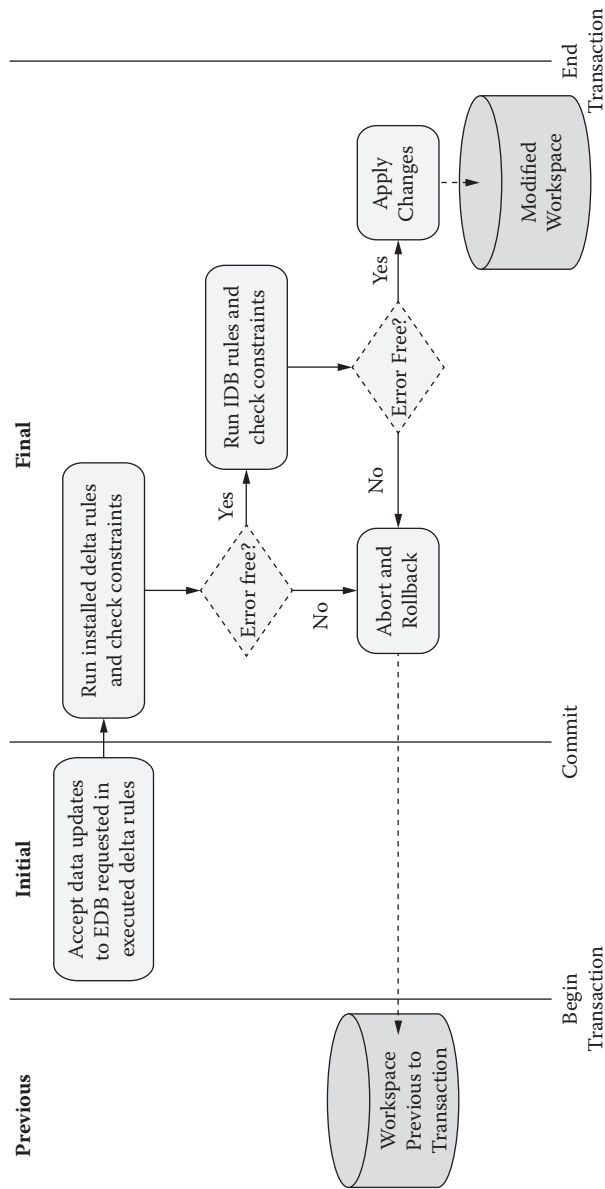 Previous
Initial
Final
Accept data updates
to EDB requested in
executed delta rules
Run installed delta rules
and check constraints
Error free?
Yes
No
Run IDB rules and
check constraints
Error Free?
Yes
No
Apply
Changes
Abort and
Rollback
Workspace
Previous to
Transaction
Modified
Workspace
Begin
Transaction
Commit
End
Transaction